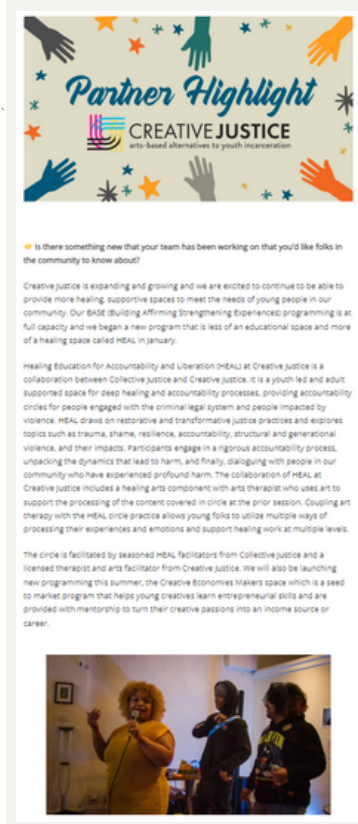 Partner Highlight
CREATIVE JUSTICE
arts-based alternatives to youth incarceration
Is there something new that your team has been working on that you'd like folks in
the community to know about?
Creative Justice is expanding and growing and we are excited to continue to be able to
provide more healing, supportive spaces to meet the needs of young people in our
community. Our BASE (Building Affirming Strengthening Experiences) programming is at
full capacity and we began a new program that is less of an educational space and more
of a healing space called HEAL in January.
Healing Education for Accountability and Liberation (HEAL) at Creative Justice is a
collaboration between Collective Justice and Creative Justice. It is a youth led and adult
supported space for deep healing and accountability processes, providing accountability
circles for people engaged with the criminal legal system and people impacted by
violence. HEAL draws on restorative and transformative justice practices and explores
topics such as trauma, shame, resilience, accountability, structural and generational
violence, and their impacts. Participants engage in a rigorous accountability process,
unpacking the dynamics that lead to harm, and finally, dialoguing with people in our
community who have experienced profound harm. The collaboration of HEAL at
Creative Justice includes a healing arts component with arts therapist who uses art to
support the processing of the content covered in circle at the prior session. Coupling art
therapy with the HEAL circle practice allows young folks to utilize multiple ways of
processing their experiences and emotions and support healing work at multiple levels.
The circle is facilitated by seasoned HEAL facilitators from Collective Justice and a
licensed therapist and arts facilitator from Creative Justice. We will also be launching
new programming this summer, the Creative Economies Makers space which is a seed
to market program that helps young creatives learn entrepreneurial skills and are
provided with mentorship to turn their creative passions into an income source or
career.